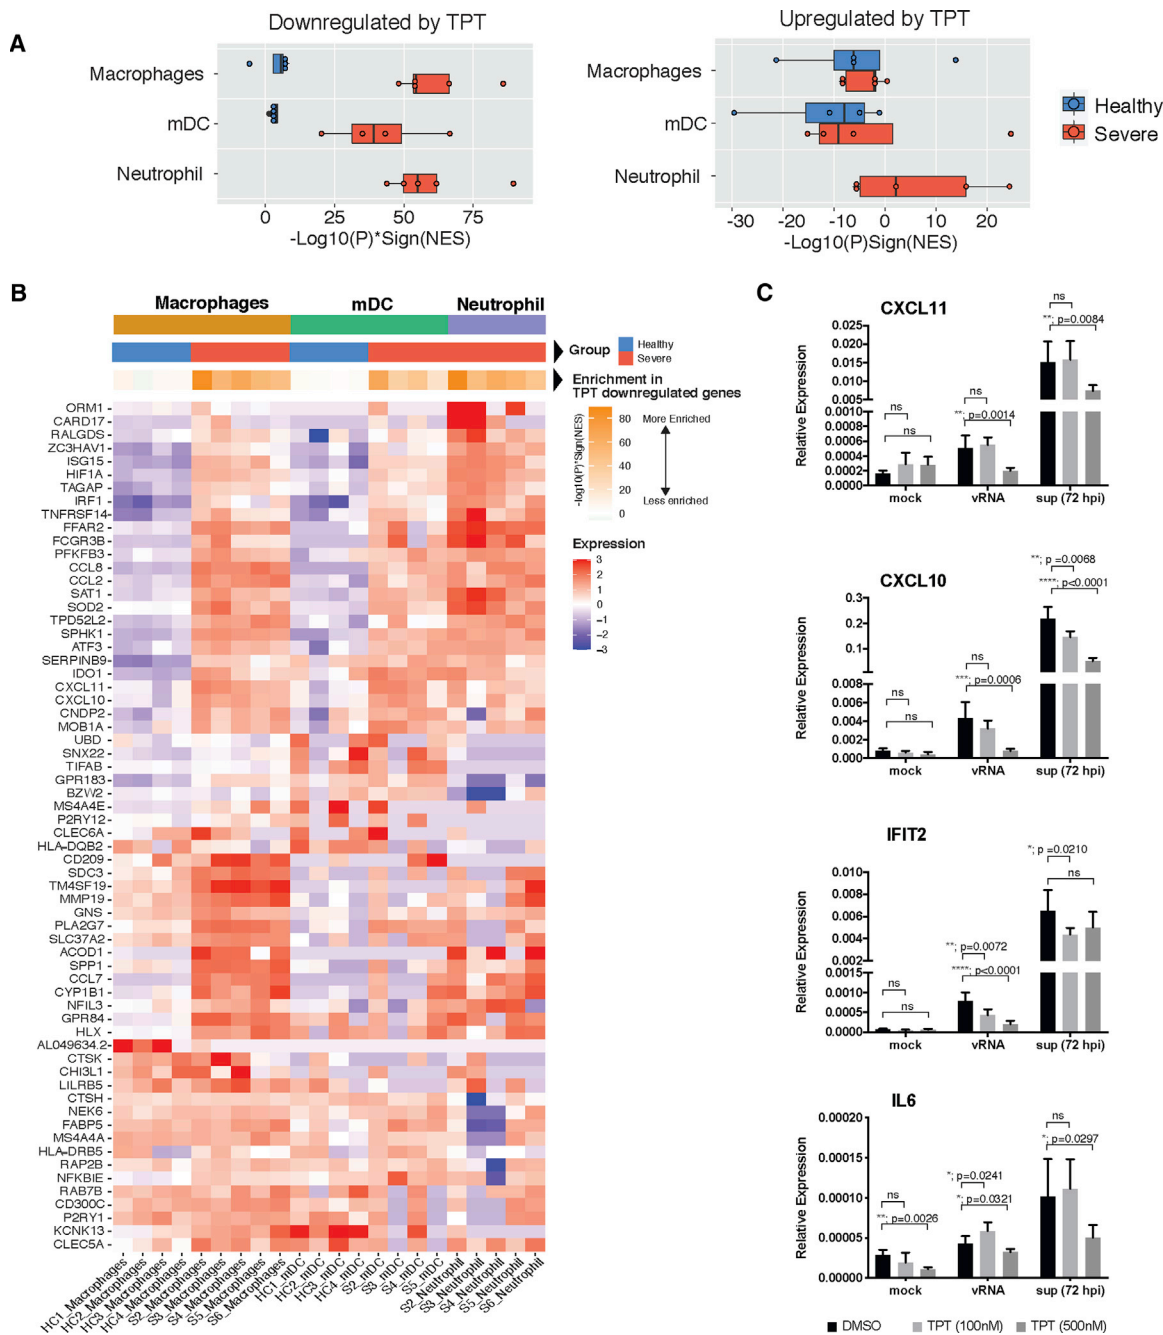 A
Downregulated by TPT
Macrophages
mDC
Neutrophil
0 25 50 75
-Log10(P)*Sign(NES)
Upregulated by TPT
Macrophages
mDC
Neutrophil
-30 -20 -10 0 10 20
-Log10(P)Sign(NES)
Healthy
Severe
B
Macrophages mDC Neutrophil
Group
Healthy
Severe
Enrichment in
TPT downregulated genes
-log10(P)*Sign(NES)
80
60
40
20
0
More Enriched
Less enriched
Expression
3
2
1
0
−1
−2
−3
ORM1
CARD17
RALGDS
ZC3HAV1
ISG15
HIF1A
TAGAP
IRF1
TNFRSF14
FFAR2
FCGR3B
PFKFB3
CCL8
CCL2
SAT1
SOD2
TPD52L2
SPHK1
ATF3
SERPINB9
IDO1
CXCL11
CXCL10
CNDP2
MOB1A
UBD
SNX22
TIFAB
GPR183
BZW2
MS4A4E
P2RY12
CLEC6A
HLA-DQB2
CD209
SDC3
TM4SF19
MMP19
GNS
PLA2G7
SLC37A2
ACOD1
SPP1
CCL7
CYP1B1
NFIL3
GPR84
HLX
AL049634.2
CTSK
CHI3L1
LILRB5
CTSH
NEK6
FABP5
MS4A4A
HLA-DRB5
RAP2B
NFKBIE
RAB7B
CD300C
P2RY1
KCNK13
CLEC5A
HC1_Macrophages
HC2_Macrophages
HC3_Macrophages
HC4_Macrophages
S2_Macrophages
S3_Macrophages
S4_Macrophages
S5_Macrophages
S6_Macrophages
HC1_mDC
HC2_mDC
HC3_mDC
HC4_mDC
S2_mDC
S3_mDC
S4_mDC
S5_mDC
S2_Neutrophil
S3_Neutrophil
S4_Neutrophil
S5_Neutrophil
S6_Neutrophil
C
CXCL11
Relative Expression
0.025
0.015
0.010
0.005
0.0010
0.0008
0.0006
0.0004
0.0002
0.0000
ns
ns
ns
**; p=0.0014
ns
**; p=0.0084
mock vRNA sup (72 hpi)
CXCL10
Relative Expression
0.3
0.2
0.1
0.008
0.006
0.004
0.002
0.000
ns
ns
ns
***; p=0.0006
**; p =0.0068
****; p<0.0001
mock vRNA sup (72 hpi)
IFIT2
Relative Expression
0.010
0.008
0.006
0.004
0.002
0.0015
0.0010
0.0005
0.0000
ns
ns
**; p=0.0072
****; p<0.0001
*; p =0.0210
ns
mock vRNA sup (72 hpi)
IL6
Relative Expression
0.00020
0.00015
0.00010
0.00005
0.00000
ns
**; p=0.0026
*; p=0.0241
*; p=0.0321
ns
*; p=0.0297
mock vRNA sup (72 hpi)
DMSO TPT (100nM) TPT (500nM)